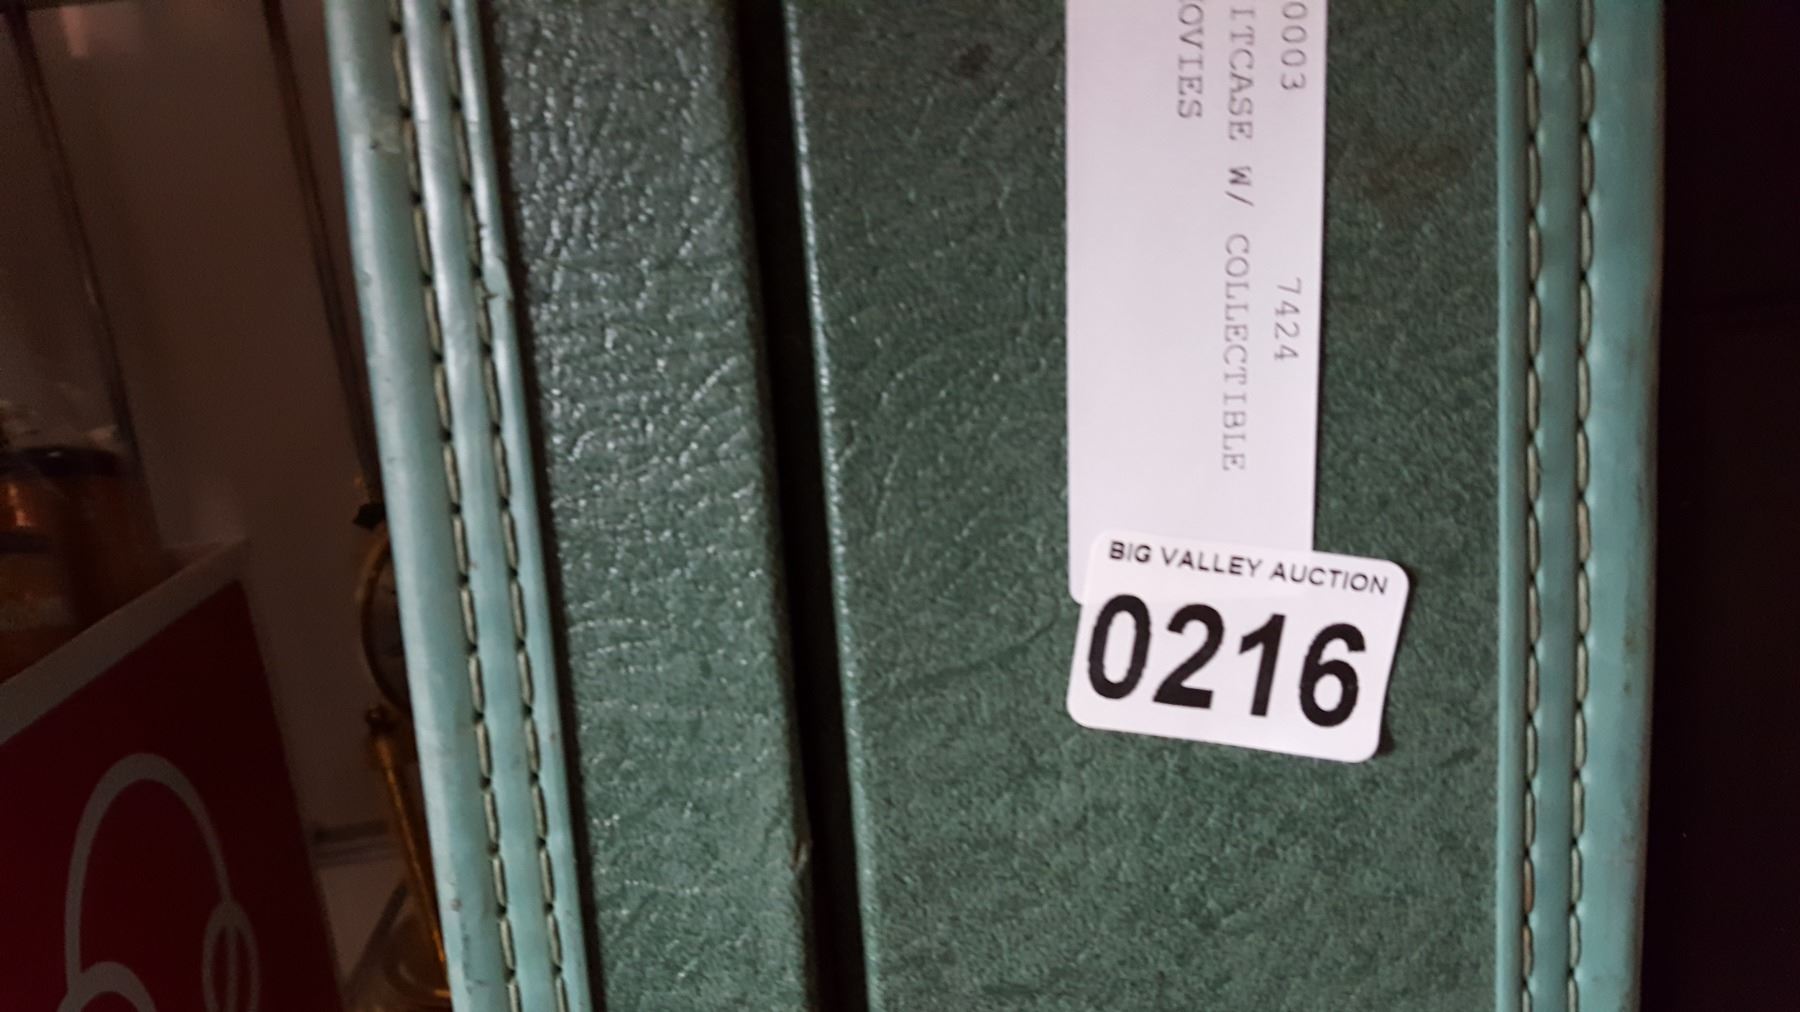 0003 7424
ITCASE W/ COLLECTIBLE
OVIES
BIG VALLEY AUCTION
0216